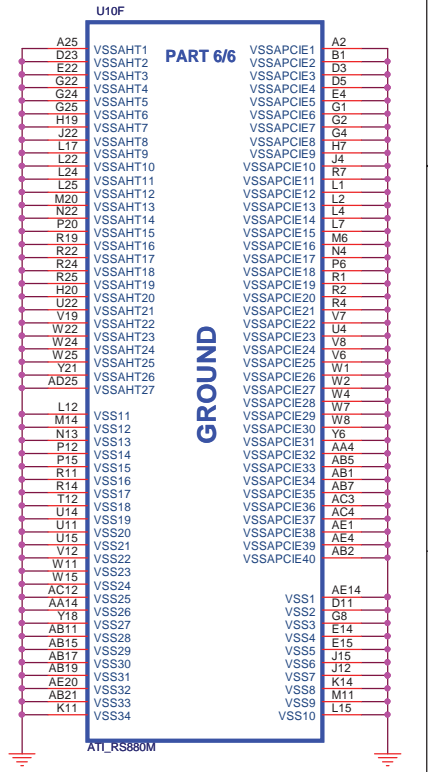 U10F
PART 6/6
A25 VSSAHT1
D23 VSSAHT2
E22 VSSAHT3
G22 VSSAHT4
G24 VSSAHT5
G25 VSSAHT6
H19 VSSAHT7
J22 VSSAHT8
L17 VSSAHT9
L22 VSSAHT10
L24 VSSAHT11
L25 VSSAHT12
M20 VSSAHT13
N22 VSSAHT14
P20 VSSAHT15
R19 VSSAHT16
R22 VSSAHT17
R24 VSSAHT18
R25 VSSAHT19
H20 VSSAHT20
U22 VSSAHT21
V19 VSSAHT22
W22 VSSAHT23
W24 VSSAHT24
W25 VSSAHT25
Y21 VSSAHT26
AD25 VSSAHT27
L12 VSS11
M14 VSS12
N13 VSS13
P12 VSS14
P15 VSS15
R11 VSS16
R14 VSS17
T12 VSS18
U14 VSS19
U11 VSS20
U15 VSS21
V12 VSS22
W11 VSS23
W15 VSS24
AC12 VSS25
AA14 VSS26
Y18 VSS27
AB11 VSS28
AB15 VSS29
AB17 VSS30
AB19 VSS31
AE20 VSS32
AB21 VSS33
K11 VSS34
GROUND
VSSAPCIE1 A2
VSSAPCIE2 B1
VSSAPCIE3 D3
VSSAPCIE4 D5
VSSAPCIE5 E4
VSSAPCIE6 G1
VSSAPCIE7 G2
VSSAPCIE8 G4
VSSAPCIE9 H7
VSSAPCIE10 J4
VSSAPCIE11 R7
VSSAPCIE12 L1
VSSAPCIE13 L2
VSSAPCIE14 L4
VSSAPCIE15 L7
VSSAPCIE16 M6
VSSAPCIE17 N4
VSSAPCIE18 P6
VSSAPCIE19 R1
VSSAPCIE20 R2
VSSAPCIE21 R4
VSSAPCIE22 V7
VSSAPCIE23 U4
VSSAPCIE24 V8
VSSAPCIE25 V6
VSSAPCIE26 W1
VSSAPCIE27 W2
VSSAPCIE28 W4
VSSAPCIE29 W7
VSSAPCIE30 W8
VSSAPCIE31 Y6
VSSAPCIE32 AA4
VSSAPCIE33 AB5
VSSAPCIE34 AB1
VSSAPCIE35 AB7
VSSAPCIE36 AC3
VSSAPCIE37 AC4
VSSAPCIE38 AE1
VSSAPCIE39 AE4
VSSAPCIE40 AB2
VSS1 AE14
VSS2 D11
VSS3 G8
VSS4 E14
VSS5 E15
VSS6 J15
VSS7 J12
VSS8 K14
VSS9 M11
VSS10 L15
ATI_RS880M